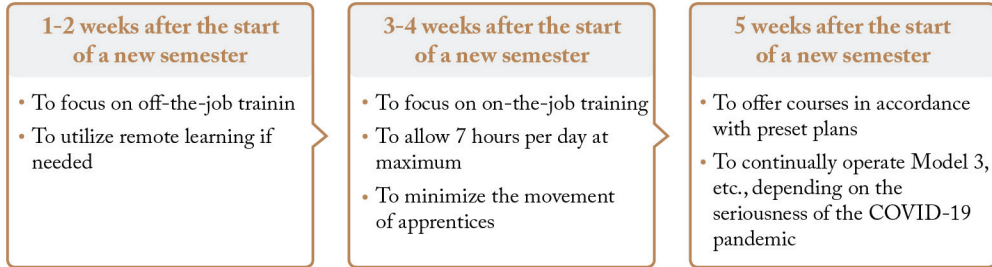 1-2 weeks after the start
of a new semester
• To focus on off-the-job trainin
• To utilize remote learning if
needed
3-4 weeks after the start
of a new semester
• To focus on on-the-job training
• To allow 7 hours per day at
maximum
• To minimize the movement
of apprentices
5 weeks after the start
of a new semester
• To offer courses in accordance
with preset plans
• To continually operate Model 3,
etc., depending on the
seriousness of the COVID-19
pandemic